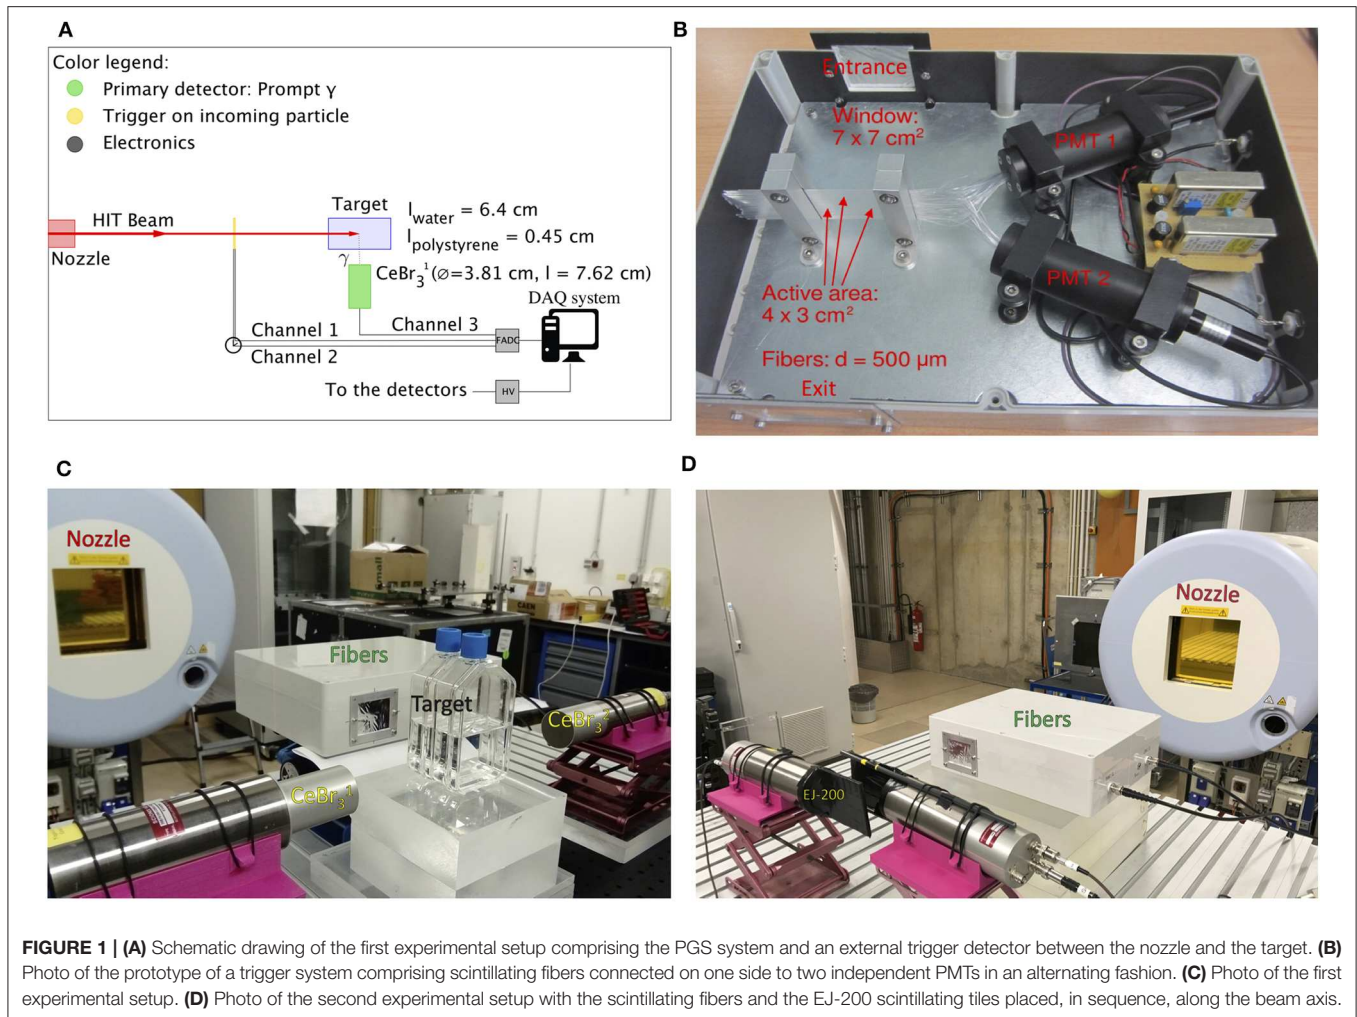 A
Color legend:
Primary detector: Prompt γ
Trigger on incoming particle
Electronics
HIT Beam
Nozzle
Target
l_water = 6.4 cm
l_polystyrene = 0.45 cm
γ
CeBr₃¹ (⌀=3.81 cm, l = 7.62 cm)
DAQ system
Channel 1
Channel 2
Channel 3
FADC
To the detectors
HV
B
Entrance
Window:
7 x 7 cm²
PMT 1
PMT 2
Active area:
4 x 3 cm²
Fibers: d = 500 μm
Exit
C
Nozzle
Fibers
Target
CeBr₃²
CeBr₃¹
Small
CAEN
D
Nozzle
Fibers
EJ-200
FIGURE 1 | (A) Schematic drawing of the first experimental setup comprising the PGS system and an external trigger detector between the nozzle and the target. (B)
Photo of the prototype of a trigger system comprising scintillating fibers connected on one side to two independent PMTs in an alternating fashion. (C) Photo of the first
experimental setup. (D) Photo of the second experimental setup with the scintillating fibers and the EJ-200 scintillating tiles placed, in sequence, along the beam axis.